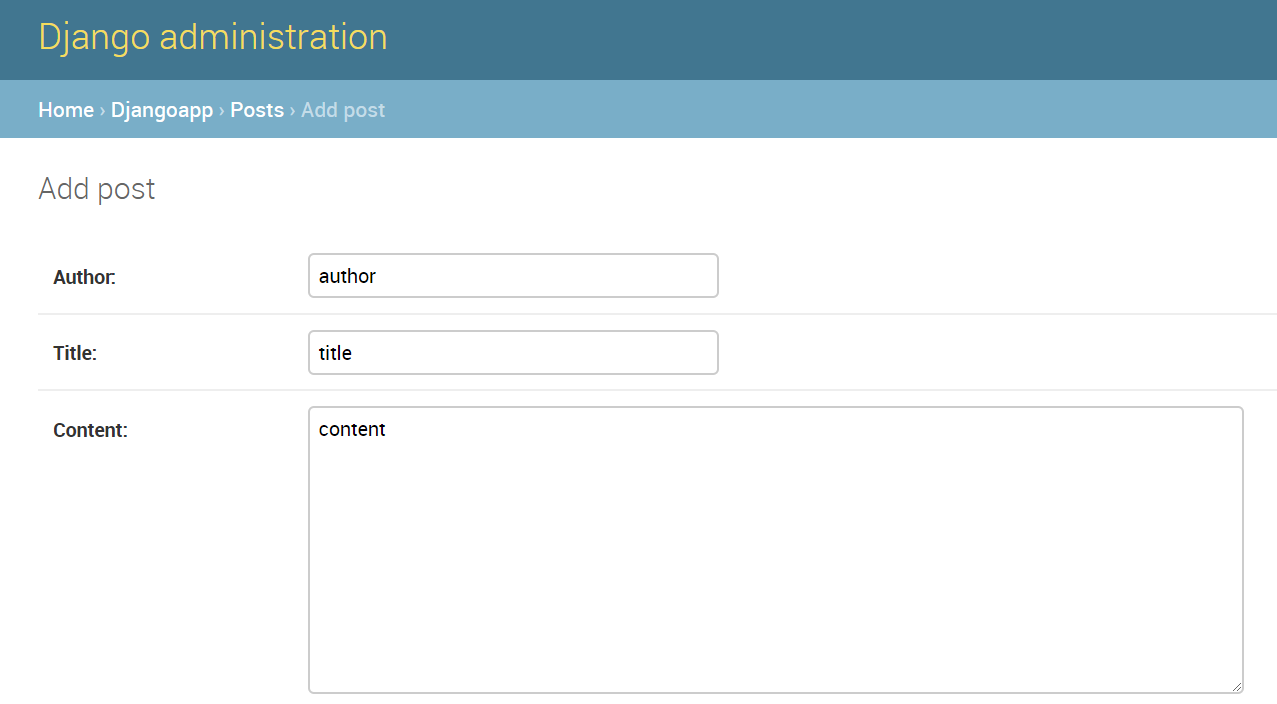 Django administration
Home › Djangoapp › Posts › Add post
Add post
Author: author
Title: title
Content: content